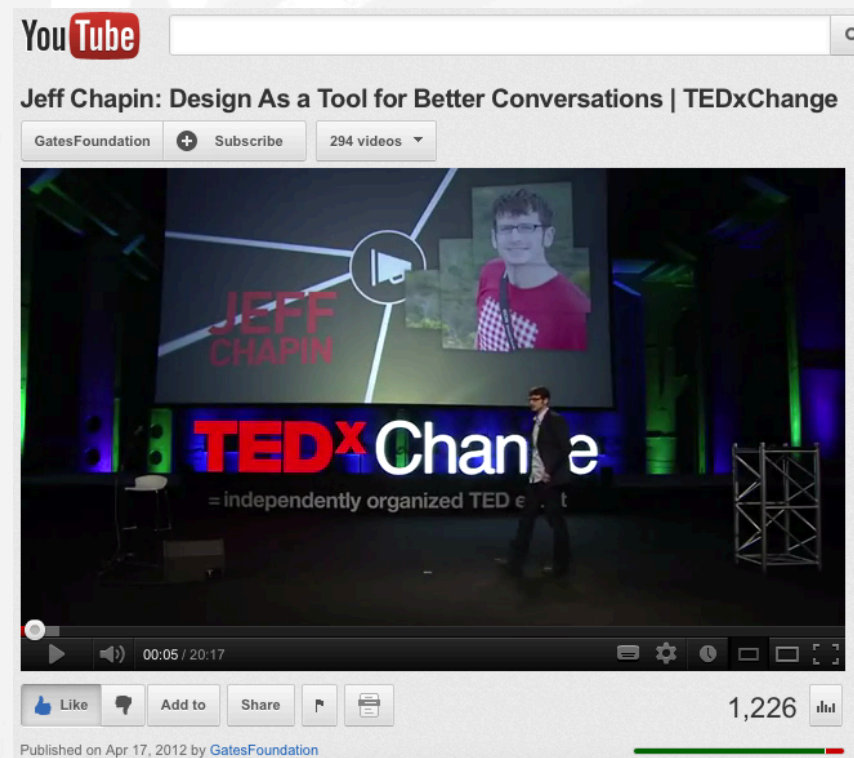 YouTube
Jeff Chapin: Design As a Tool for Better Conversations | TEDxChange
GatesFoundation Subscribe 294 videos
JEFF
CHAPIN
TEDx Chan e
=independently organized TED e t
00:05 / 20:17
Like Add to Share 1,226
Published on Apr 17, 2012 by GatesFoundation